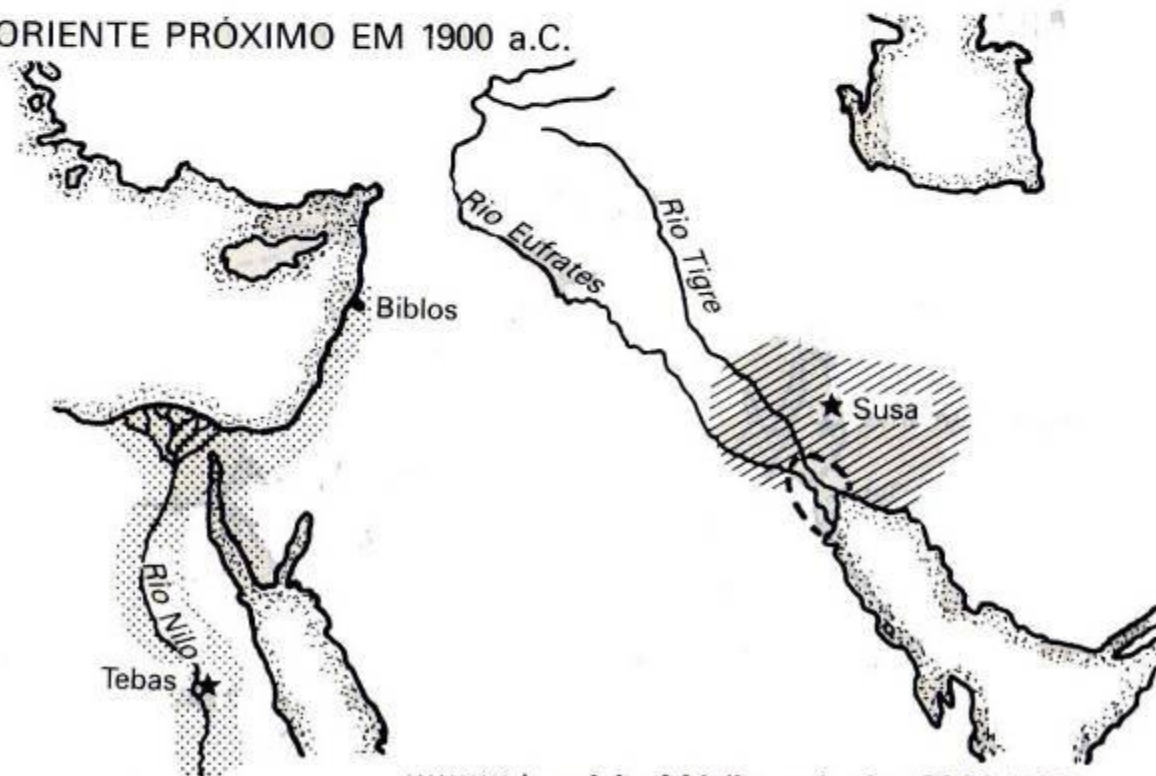 ORIENTE PRÓXIMO EM 1900 a.C.
Rio Eufrates
Rio Tigre
Biblos
Susa
Rio Nilo
Tebas